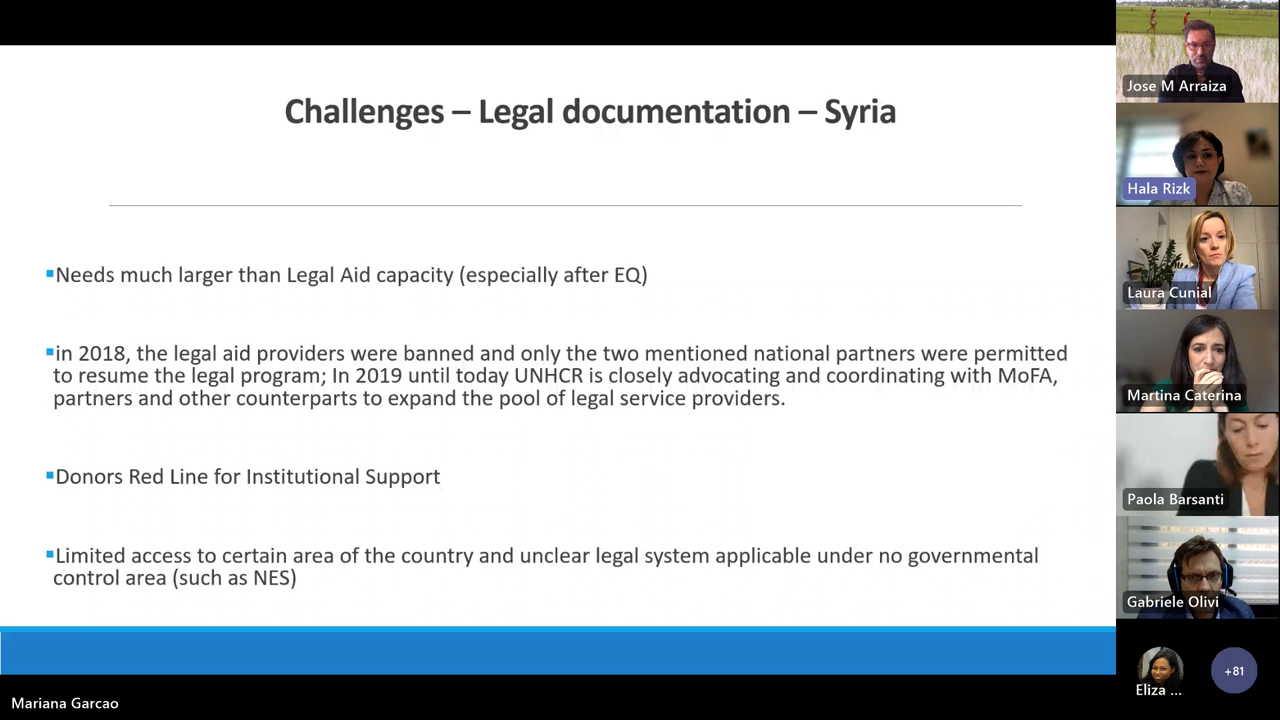 Challenges – Legal documentation – Syria
▪Needs much larger than Legal Aid capacity (especially after EQ)
▪in 2018, the legal aid providers were banned and only the two mentioned national partners were permitted
to resume the legal program; In 2019 until today UNHCR is closely advocating and coordinating with MoFA,
partners and other counterparts to expand the pool of legal service providers.
▪Donors Red Line for Institutional Support
▪Limited access to certain area of the country and unclear legal system applicable under no governmental
control area (such as NES)
Jose M Arraiza
Hala Rizk
Laura Cunial
Martina Caterina
Paola Barsanti
Gabriele Olivi
Eliza ...
+81
Mariana Garcao